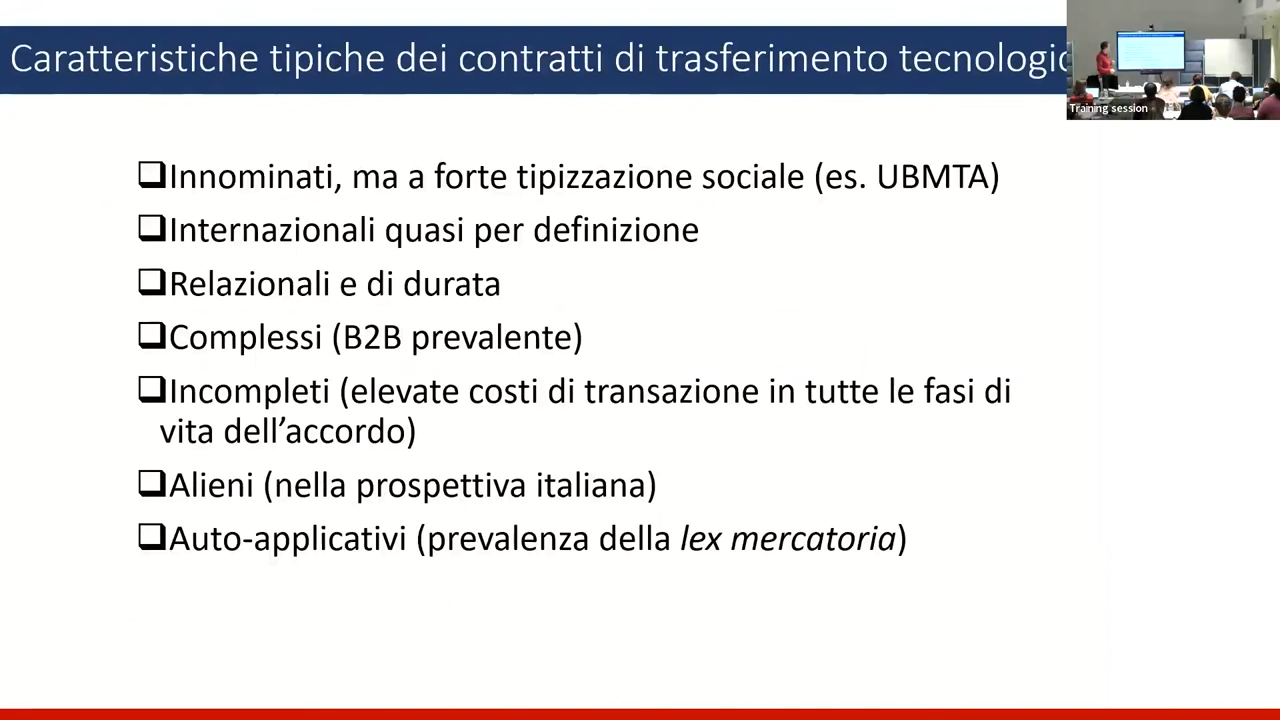 Caratteristiche tipiche dei contratti di trasferimento tecnologic
Training session
❑Innominati, ma a forte tipizzazione sociale (es. UBMTA)
❑Internazionali quasi per definizione
❑Relazionali e di durata
❑Complessi (B2B prevalente)
❑Incompleti (elevate costi di transazione in tutte le fasi di
vita dell’accordo)
❑Alieni (nella prospettiva italiana)
❑Auto-applicativi (prevalenza della lex mercatoria)